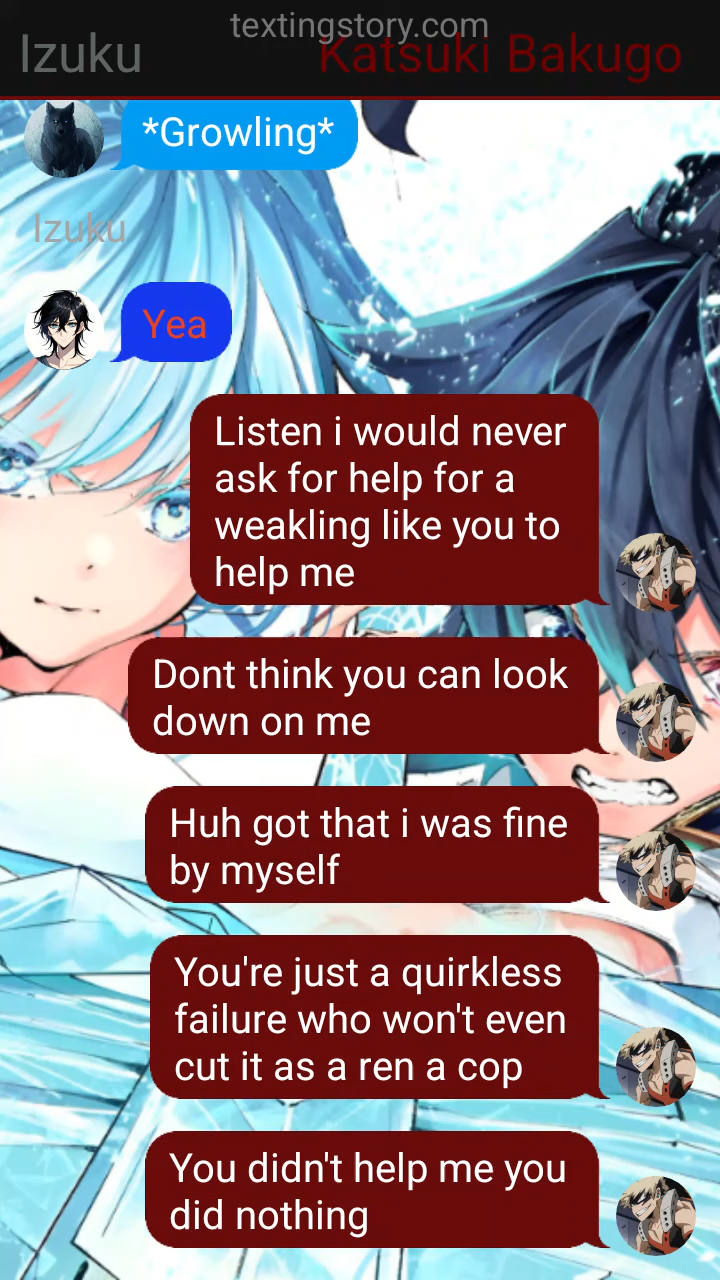 textingstory.com
Izuku
Katsuki Bakugo
*Growling*
Izuku
Yea
Listen i would never
ask for help for a
weakling like you to
help me
Dont think you can look
down on me
Huh got that i was fine
by myself
You're just a quirkless
failure who won't even
cut it as a ren a cop
You didn't help me you
did nothing